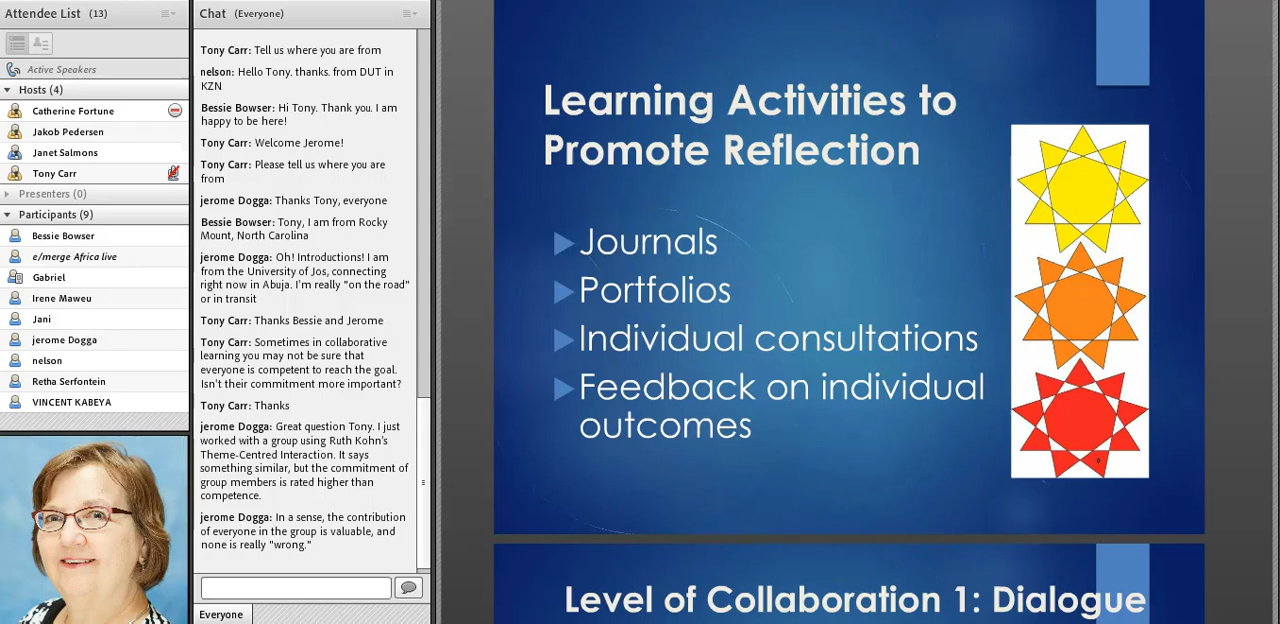 Attendee List (13)
Active Speakers
Hosts (4)
Catherine Fortune
Jakob Pedersen
Janet Salmons
Tony Carr
Presenters (0)
Participants (9)
Bessie Bowser
e/merge Africa live
Gabriel
Irene Maweu
Jani
jerome Dogga
nelson
Retha Serfontein
VINCENT KABEYA
Chat (Everyone)
Tony Carr: Tell us where you are from
nelson: Hello Tony. thanks. from DUT in
KZN
Bessie Bowser: Hi Tony. Thank you. I am
happy to be here!
Tony Carr: Welcome Jerome!
Tony Carr: Please tell us where you are
from
jerome Dogga: Thanks Tony, everyone
Bessie Bowser: Tony, I am from Rocky
Mount, North Carolina
jerome Dogga: Oh! Introductions! I am
from the University of Jos, connecting
right now in Abuja. I'm really "on the road"
or in transit
Tony Carr: Thanks Bessie and Jerome
Tony Carr: Sometimes in collaborative
learning you may not be sure that
everyone is competent to reach the goal.
Isn't their commitment more important?
Tony Carr: Thanks
jerome Dogga: Great question Tony. I just
worked with a group using Ruth Kohn's
Theme-Centred Interaction. It says
something similar, but the commitment of
group members is rated higher than
competence.
jerome Dogga: In a sense, the contribution
of everyone in the group is valuable, and
none is really "wrong."
Everyone
Learning Activities to
Promote Reflection
Journals
Portfolios
Individual consultations
Feedback on individual
outcomes
Level of Collaboration 1: Dialogue